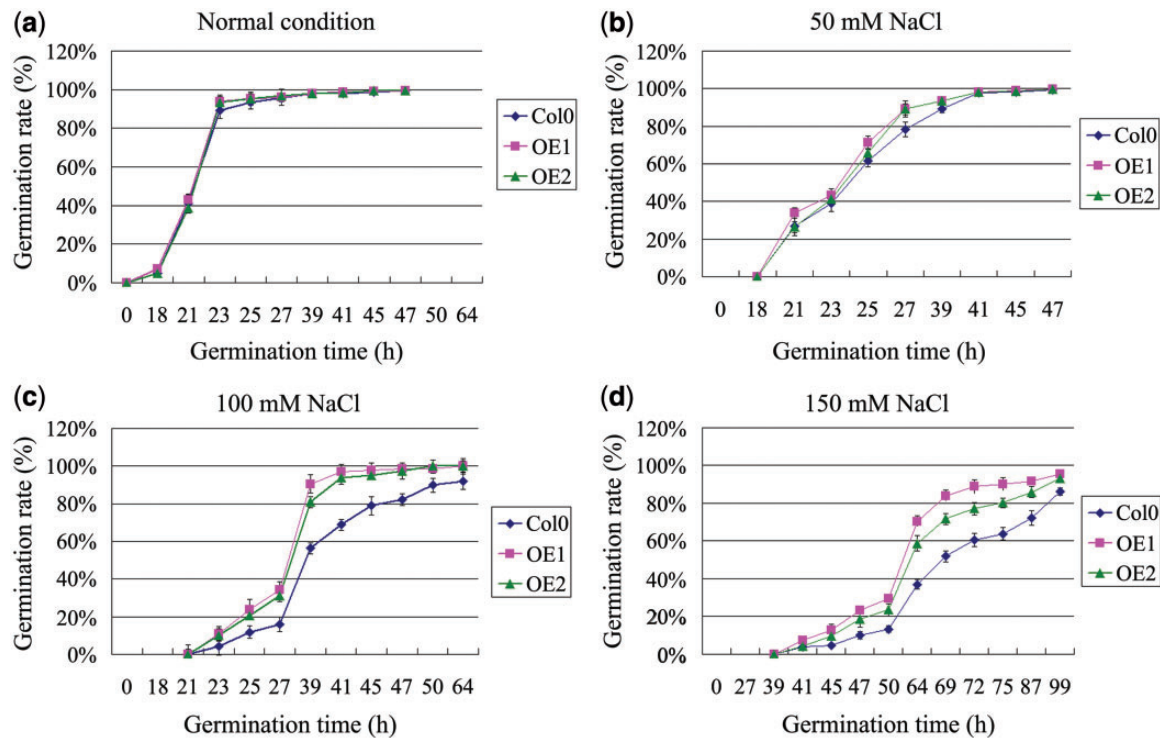 (a)
Normal condition
120%
100%
80%
60%
40%
20%
0%
Germination rate (%)
0 18 21 23 25 27 39 41 45 47 50 64
Germination time (h)
Col0
OE1
OE2
(b)
50 mM NaCl
120%
100%
80%
60%
40%
20%
0%
Germination rate (%)
0 18 21 23 25 27 39 41 45 47
Germination time (h)
Col0
OE1
OE2
(c)
100 mM NaCl
120%
100%
80%
60%
40%
20%
0%
Germination rate (%)
0 18 21 23 25 27 39 41 45 47 50 64
Germination time (h)
Col0
OE1
OE2
(d)
150 mM NaCl
120%
100%
80%
60%
40%
20%
0%
Germination rate (%)
0 27 39 41 45 47 50 64 69 72 75 87 99
Germination time (h)
Col0
OE1
OE2